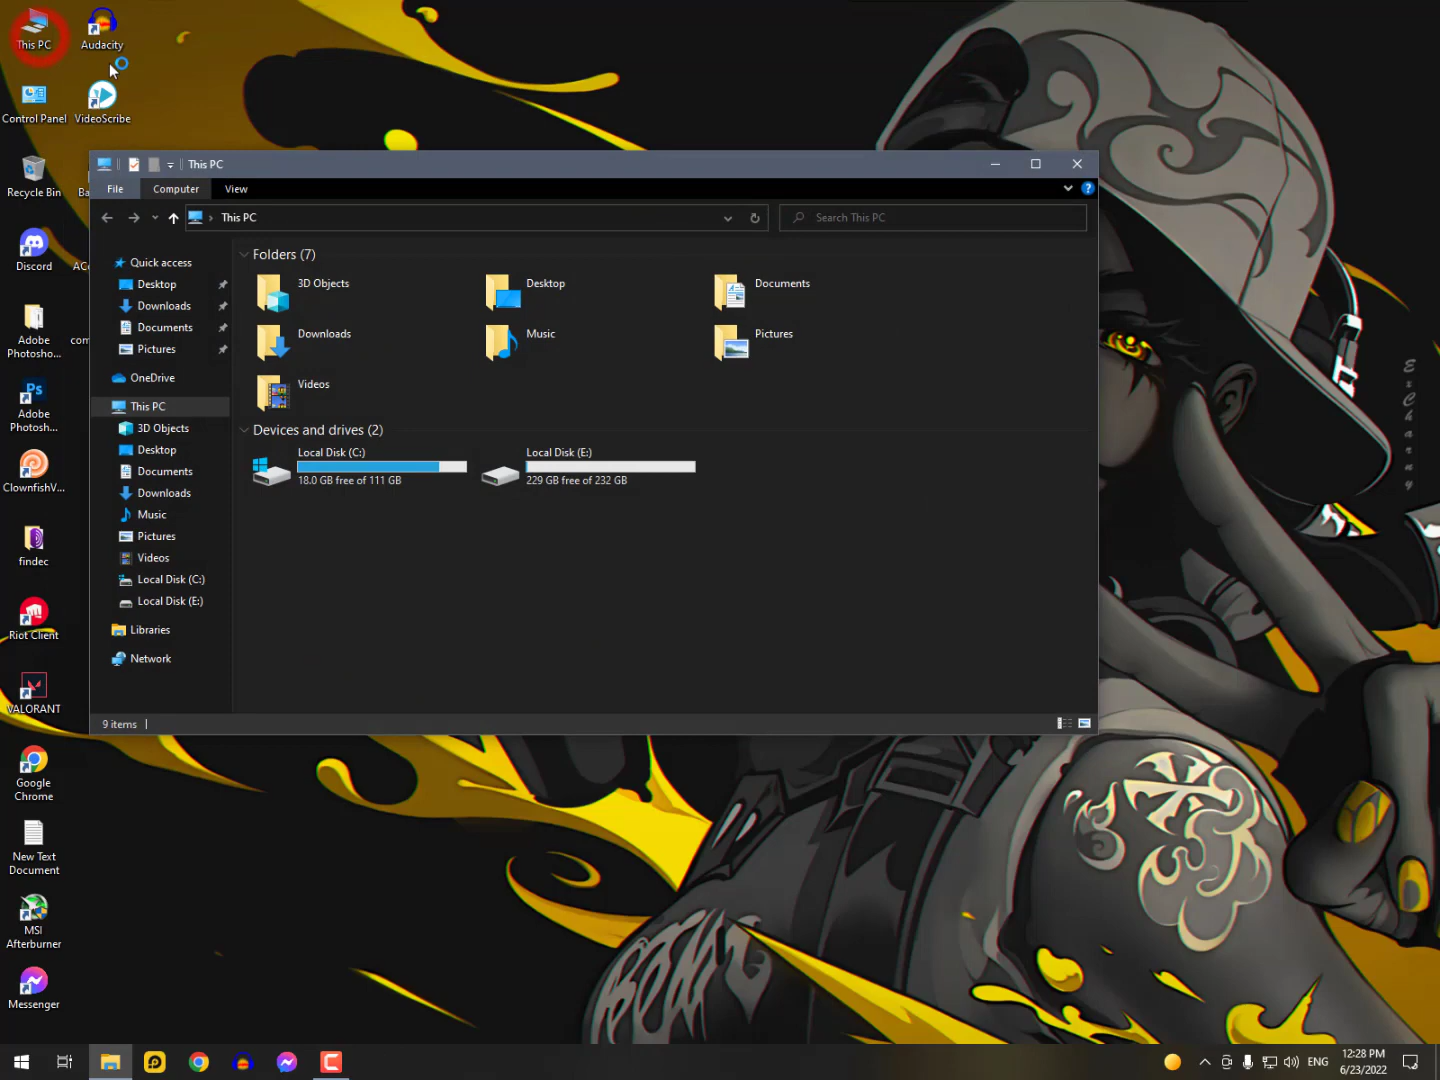 This PC
Audacity
Control Panel
VideoScribe
Recycle Bin
Ba
Discord
ACo
Adobe
Photosho...
com
Ps
Adobe
Photosh...
ClownfishV...
findec
Riot Client
VALORANT
Google
Chrome
New Text
Document
MSI
Afterburner
Messenger
This PC
File
Computer
View
This PC
Search This PC
Quick access
Desktop
Downloads
Documents
Pictures
OneDrive
This PC
3D Objects
Desktop
Documents
Downloads
Music
Pictures
Videos
Local Disk (C:)
Local Disk (E:)
Libraries
Network
Folders (7)
3D Objects
Desktop
Documents
Downloads
Music
Pictures
Videos
Devices and drives (2)
Local Disk (C:)
18.0 GB free of 111 GB
Local Disk (E:)
229 GB free of 232 GB
9 items
ExCharny
ENG
12:28 PM
6/23/2022